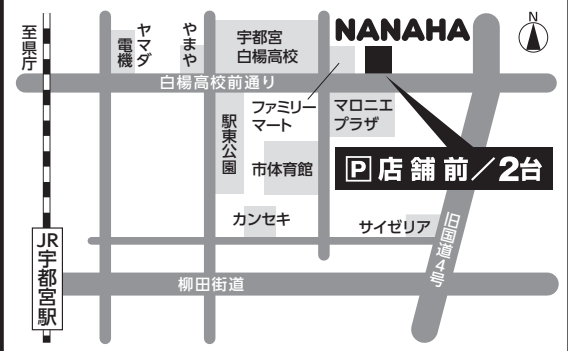 至県庁
ヤマダ
電機
やまや
宇都宮
白楊高校
NANAHA
N
白楊高校前通り
ファミリー
マート
マロニエ
プラザ
駅東公園
市体育館
P 店舗前／2台
カンセキ
サイゼリア
旧国道4号
JR宇都宮駅
柳田街道